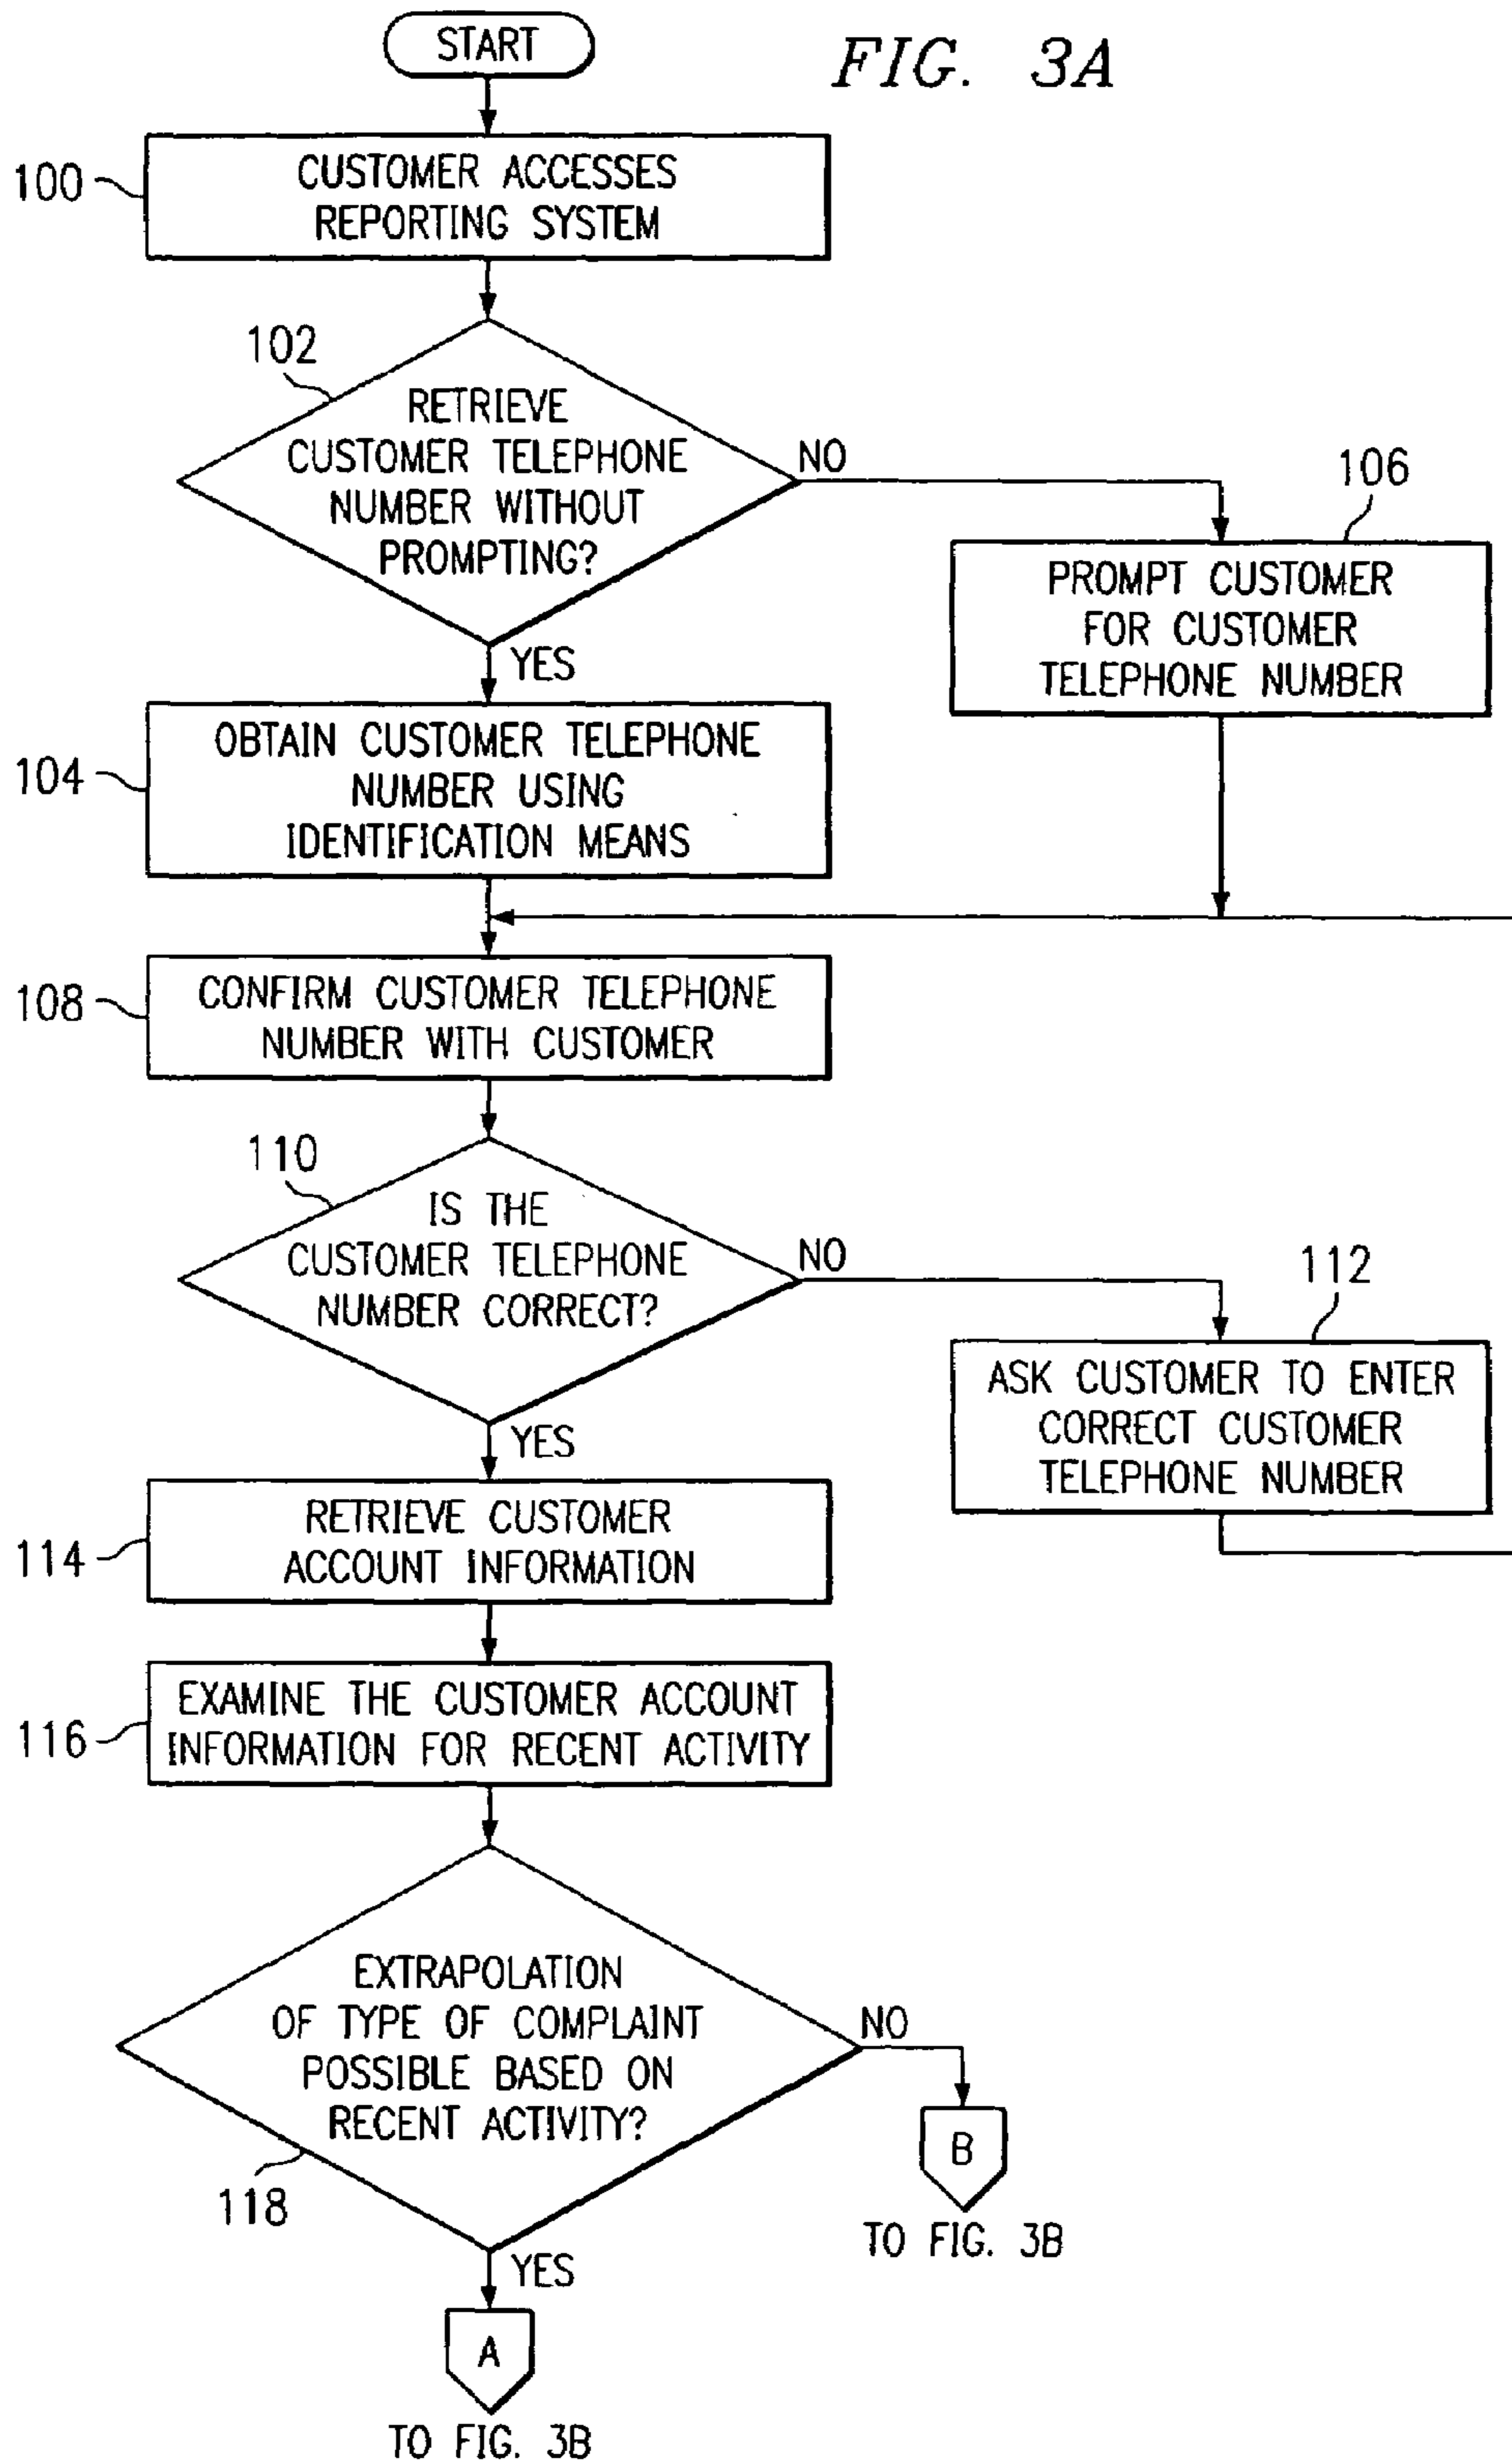 START
FIG. 3A
100
CUSTOMER ACCESSES
REPORTING SYSTEM
102
RETRIEVE
CUSTOMER TELEPHONE
NUMBER WITHOUT
PROMPTING?
NO
106
PROMPT CUSTOMER
FOR CUSTOMER
TELEPHONE NUMBER
YES
104
OBTAIN CUSTOMER TELEPHONE
NUMBER USING
IDENTIFICATION MEANS
108
CONFIRM CUSTOMER TELEPHONE
NUMBER WITH CUSTOMER
110
IS THE
CUSTOMER TELEPHONE
NUMBER CORRECT?
NO
112
ASK CUSTOMER TO ENTER
CORRECT CUSTOMER
TELEPHONE NUMBER
YES
114
RETRIEVE CUSTOMER
ACCOUNT INFORMATION
116
EXAMINE THE CUSTOMER ACCOUNT
INFORMATION FOR RECENT ACTIVITY
EXTRAPOLATION
OF TYPE OF COMPLAINT
POSSIBLE BASED ON
RECENT ACTIVITY?
118
NO
B
TO FIG. 3B
YES
A
TO FIG. 3B